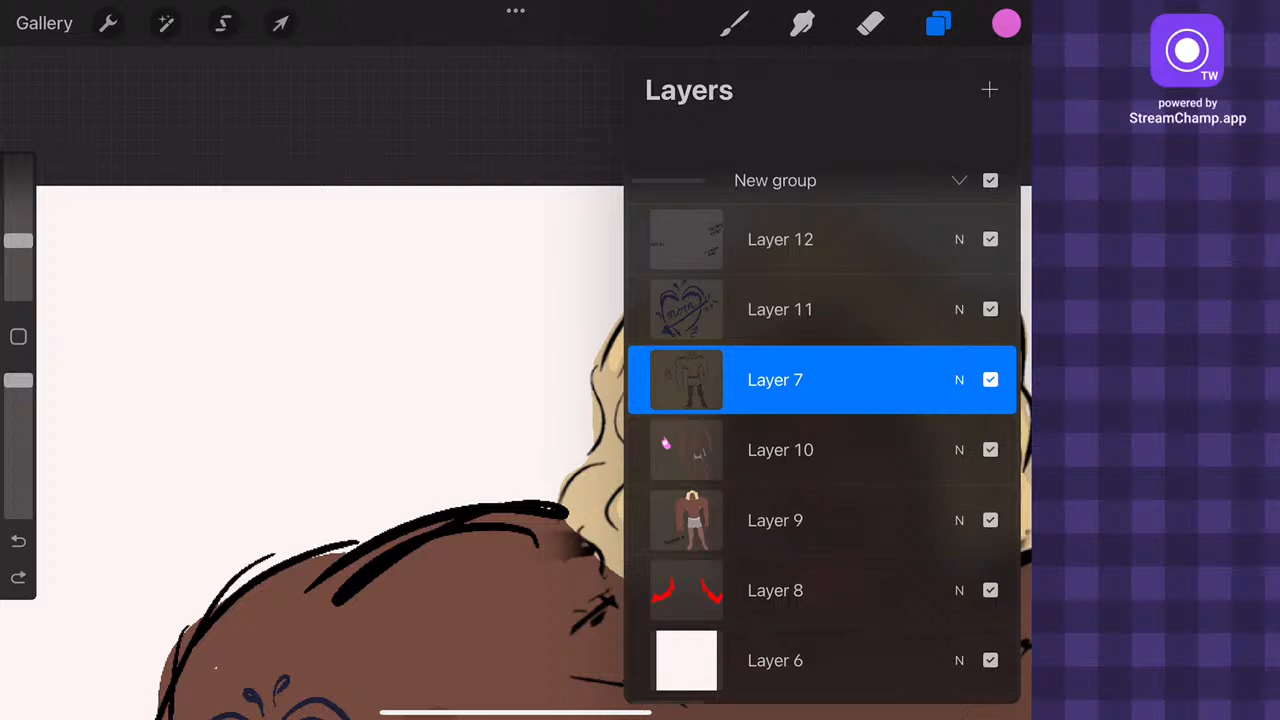 Gallery
TW
powered by
StreamChamp.app
Layers
New group
Layer 12 N
Layer 11 N
mom
Layer 7 N
Layer 10 N
Layer 9 N
Layer 8 N
Layer 6 N